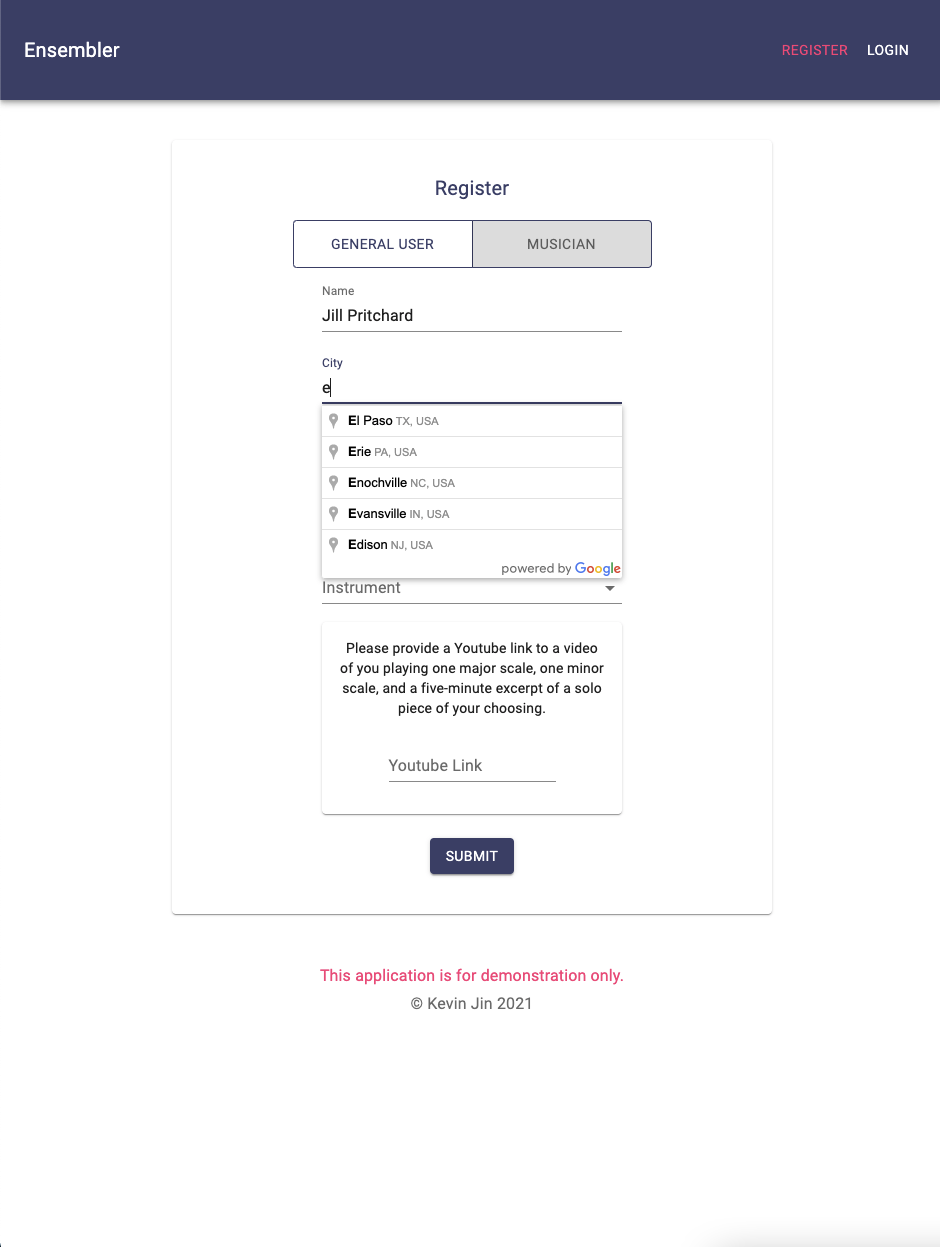 Ensembler
REGISTER
LOGIN
Register
GENERAL USER
MUSICIAN
Name
Jill Pritchard
City
e
El Paso TX, USA
Erie PA, USA
Enochville NC, USA
Evansville IN, USA
Edison NJ, USA
powered by Google
Instrument
Please provide a Youtube link to a video
of you playing one major scale, one minor
scale, and a five-minute excerpt of a solo
piece of your choosing.
Youtube Link
SUBMIT
This application is for demonstration only.
© Kevin Jin 2021